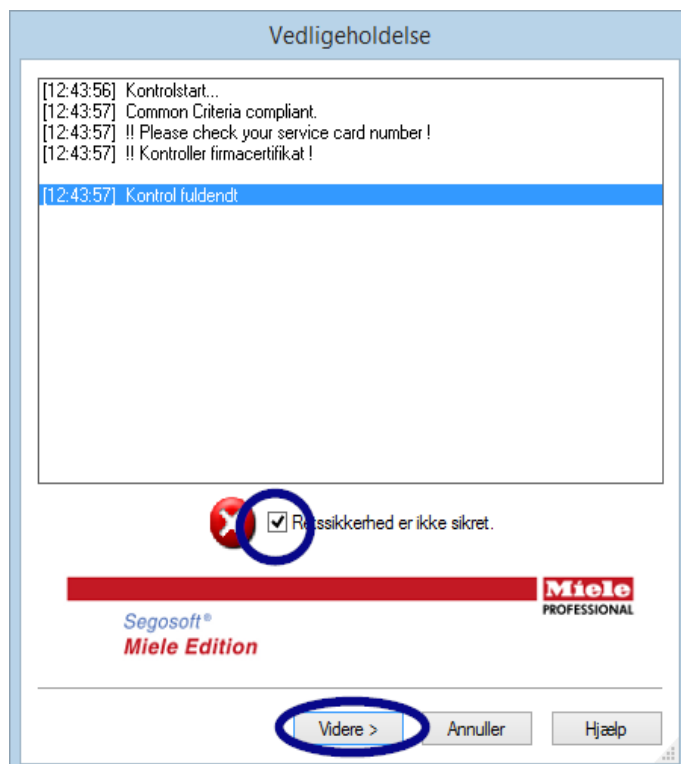 Vedligeholdelse
[12:43:56] Kontrolstart...
[12:43:57] Common Criteria compliant.
[12:43:57] !! Please check your service card number !
[12:43:57] !! Kontroller firmacertifikat !
[12:43:57] Kontrol fuldendt
Retssikkerhed er ikke sikret.
Miele
PROFESSIONAL
Segosoft®
Miele Edition
Videre >
Annuller
Hjælp